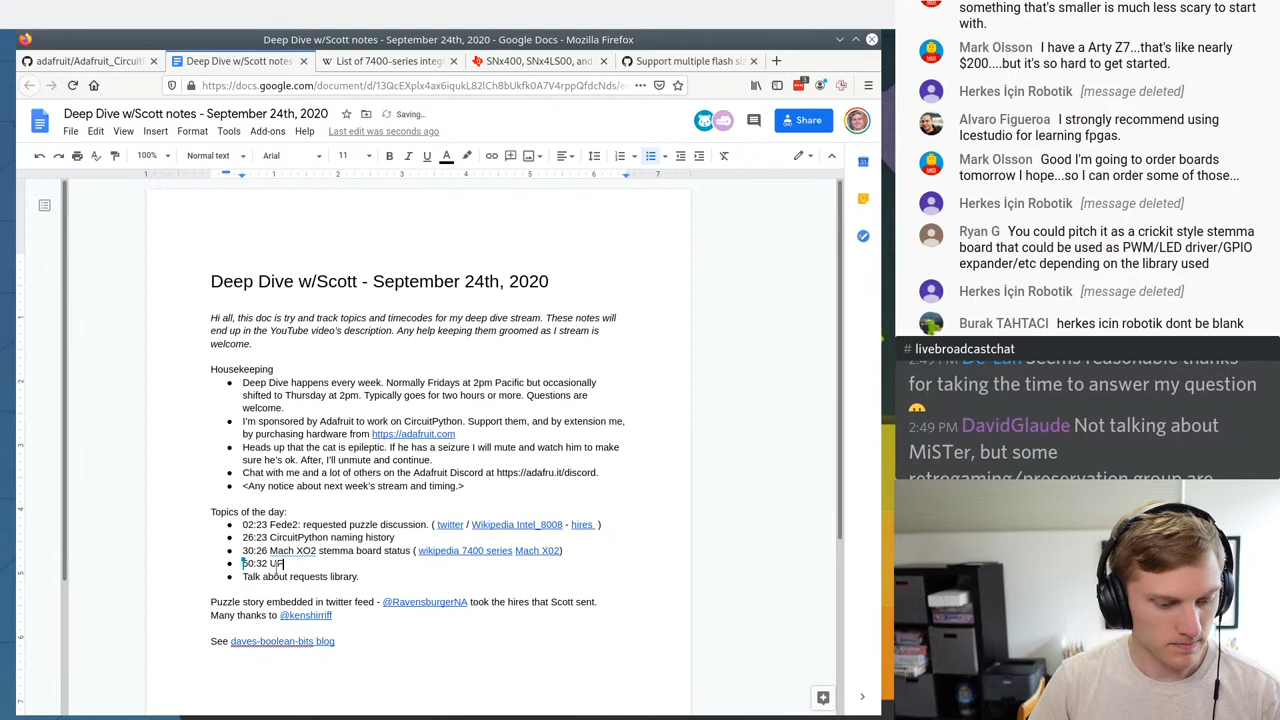 something that's smaller is much less scary to start
with.
Mark Olsson I have a Arty Z7...that's like nearly
$200....but it's so hard to get started.
Herkes İçin Robotik [message deleted]
Alvaro Figueroa I strongly recommend using
Icestudio for learning fpgas.
Mark Olsson Good I'm going to order boards
tomorrow I hope...so I can order some of those...
Herkes İçin Robotik [message deleted]
Ryan G You could pitch it as a crickit style stemma
board that could be used as PWM/LED driver/GPIO
expander/etc depending on the library used
Herkes İçin Robotik [message deleted]
Burak TAHTACI herkes icin robotik dont be blank
# livebroadcastchat
for taking the time to answer my question
2:49 PM DavidGlaude Not talking about
MiSTer, but some
retrogaming/preservation group are
Deep Dive w/Scott notes - September 24th, 2020 - Google Docs - Mozilla Firefox
adafruit/Adafruit_CircuitP
Deep Dive w/Scott notes
List of 7400-series integ
SNx400, SNx4LS00, and
Support multiple flash si
https://docs.google.com/document/d/13QcEXplx4ax6iqukL82lCh8bUkfk0A7V4rppQfdcNds/e
Deep Dive w/Scott notes - September 24th, 2020
Saving...
File Edit View Insert Format Tools Add-ons Help Last edit was seconds ago
Share
100% Normal text Arial 11
Deep Dive w/Scott - September 24th, 2020
Hi all, this doc is try and track topics and timecodes for my deep dive stream. These notes will
end up in the YouTube video's description. Any help keeping them groomed as I stream is
welcome.
Housekeeping
● Deep Dive happens every week. Normally Fridays at 2pm Pacific but occasionally
shifted to Thursday at 2pm. Typically goes for two hours or more. Questions are
welcome.
● I'm sponsored by Adafruit to work on CircuitPython. Support them, and by extension me,
by purchasing hardware from https://adafruit.com
● Heads up that the cat is epileptic. If he has a seizure I will mute and watch him to make
sure he's ok. After, I'll unmute and continue.
● Chat with me and a lot of others on the Adafruit Discord at https://adafru.it/discord.
● <Any notice about next week's stream and timing.>
Topics of the day:
● 02:23 Fede2: requested puzzle discussion. ( twitter / Wikipedia Intel_8008 - hires )
● 26:23 CircuitPython naming history
● 30:26 Mach XO2 stemma board status ( wikipedia 7400 series Mach X02)
● 50:32 UF
● Talk about requests library.
Puzzle story embedded in twitter feed - @RavensburgerNA took the hires that Scott sent.
Many thanks to @kenshirriff
See daves-boolean-bits blog